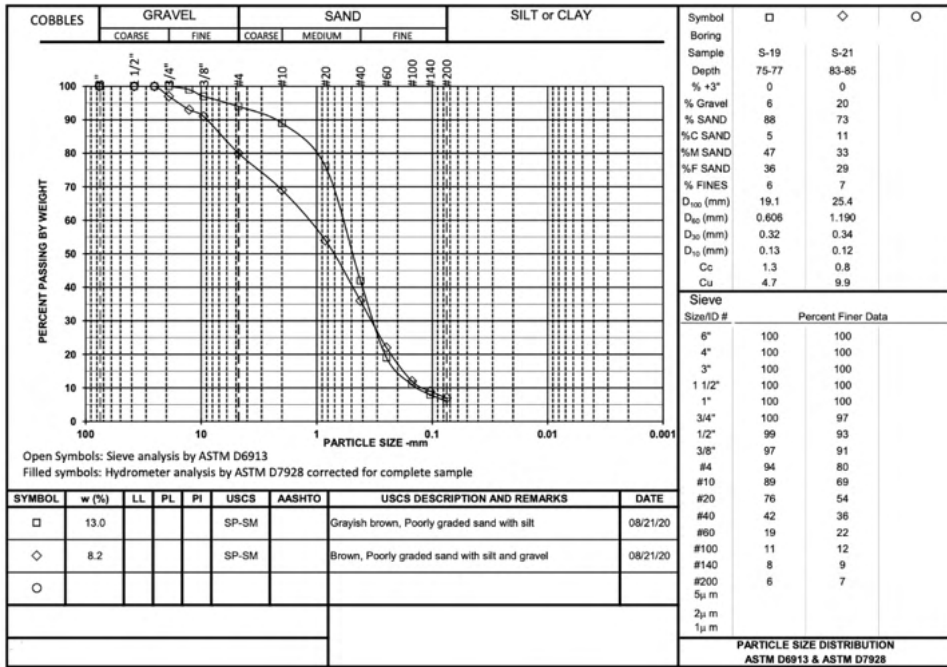 COBBLES GRAVEL SAND SILT or CLAY
COARSE FINE COARSE MEDIUM FINE
3" 1 1/2" 3/4" 3/8" #4 #10 #20 #40 #60 #100 #140 #200
PERCENT PASSING BY WEIGHT
100
90
80
70
60
50
40
30
20
10
0
100 10 1 0.1 0.01 0.001
PARTICLE SIZE -mm
Open Symbols: Sieve analysis by ASTM D6913
Filled symbols: Hydrometer analysis by ASTM D7928 corrected for complete sample
SYMBOL w (%) LL PL PI USCS AASHTO USCS DESCRIPTION AND REMARKS DATE
□ 13.0 SP-SM Grayish brown, Poorly graded sand with silt 08/21/20
◇ 8.2 SP-SM Brown, Poorly graded sand with silt and gravel 08/21/20
○
Symbol □ ◇ ○
Boring
Sample S-19 S-21
Depth 75-77 83-85
% +3" 0 0
% Gravel 6 20
% SAND 88 73
%C SAND 5 11
%M SAND 47 33
%F SAND 36 29
% FINES 6 7
D100 (mm) 19.1 25.4
D60 (mm) 0.606 1.190
D30 (mm) 0.32 0.34
D10 (mm) 0.13 0.12
Cc 1.3 0.8
Cu 4.7 9.9
Sieve
Size/ID # Percent Finer Data
6" 100 100
4" 100 100
3" 100 100
1 1/2" 100 100
1" 100 100
3/4" 100 97
1/2" 99 93
3/8" 97 91
#4 94 80
#10 89 69
#20 76 54
#40 42 36
#60 19 22
#100 11 12
#140 8 9
#200 6 7
5μ m
2μ m
1μ m
PARTICLE SIZE DISTRIBUTION
ASTM D6913 & ASTM D7928